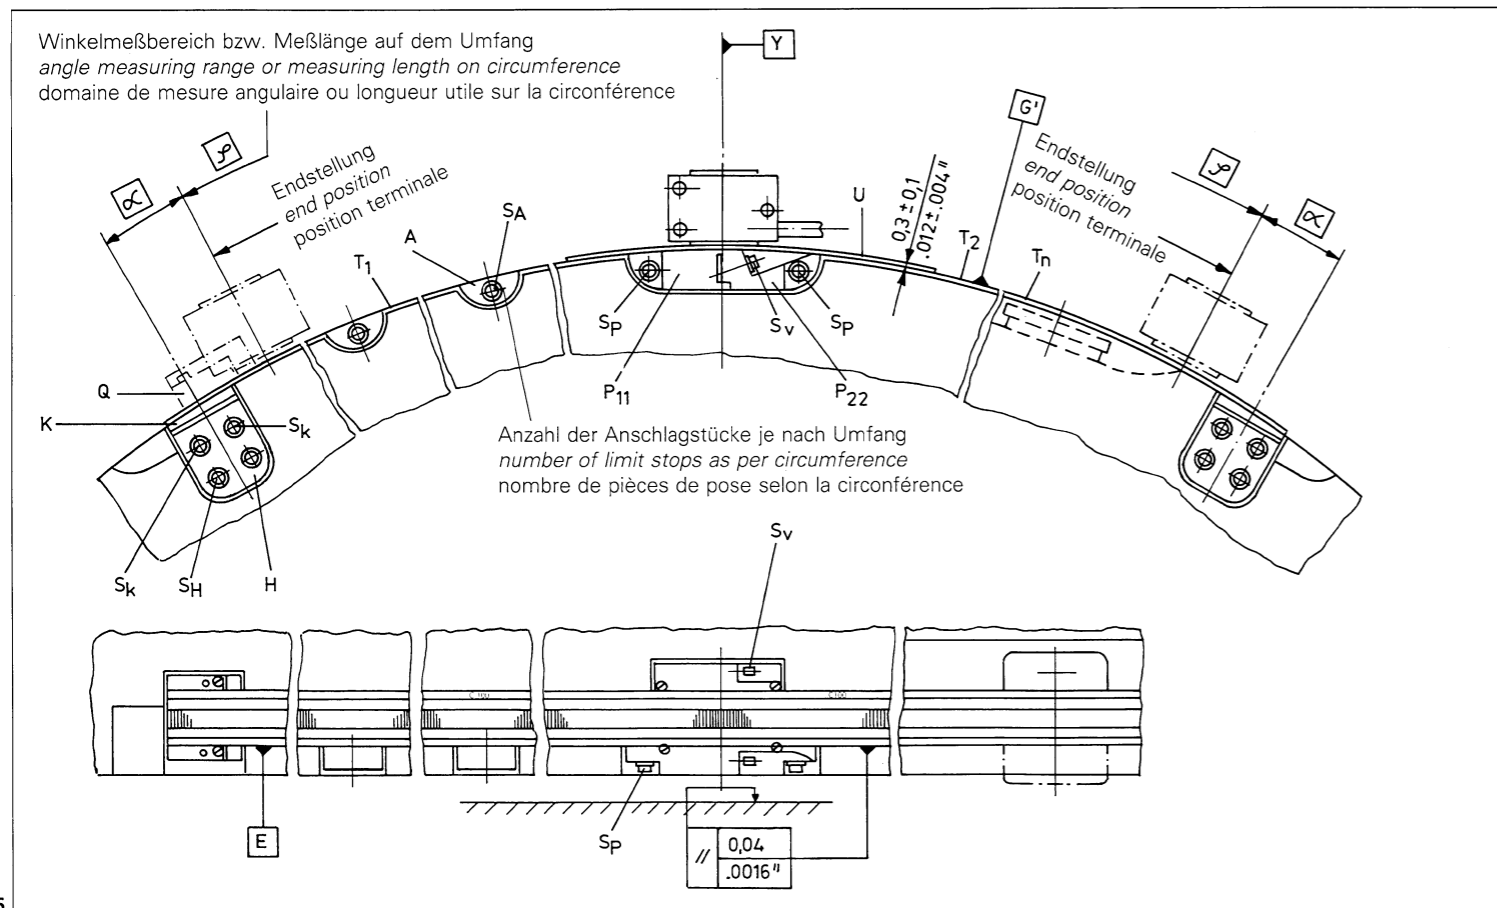 Winkelmeßbereich bzw. Meßlänge auf dem Umfang
angle measuring range or measuring length on circumference
domaine de mesure angulaire ou longueur utile sur la circonférence
Y
G'
α
φ
Endstellung
end position
position terminale
Endstellung
end position
position terminale
φ
α
0,3±0,1
.012±.004"
T1
A
SA
U
T2
Tn
SP
SV
SP
P11
P22
Q
K
Sk
Anzahl der Anschlagstücke je nach Umfang
number of limit stops as per circumference
nombre de pièces de pose selon la circonférence
Sk
SH
H
Sv
C 100
C 100
E
SP
// 0,04
.0016"